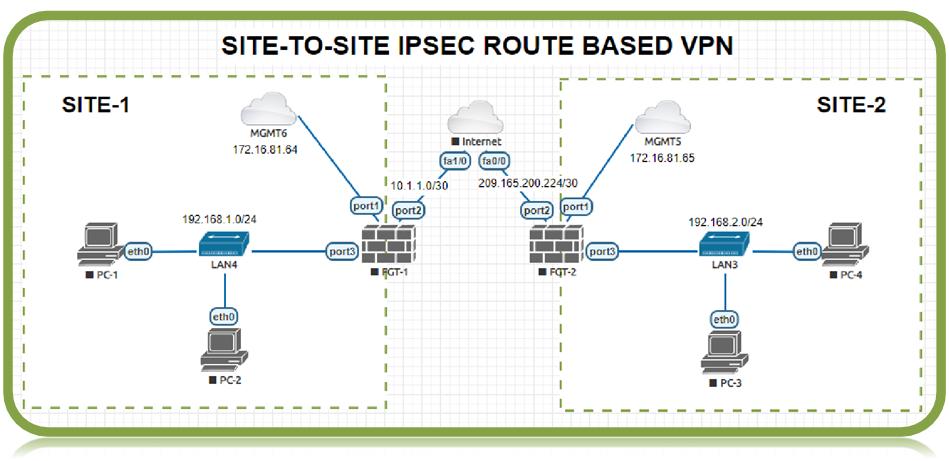 SITE-TO-SITE IPSEC ROUTE BASED VPN
SITE-1
SITE-2
MGMT6
172.16.81.64
Internet
fa1/0
fa0/0
MGMT5
172.16.81.65
10.1.1.0/30
209.165.200.224/30
port1
port2
port2
port1
192.168.1.0/24
192.168.2.0/24
PC-1
eth0
LAN4
port3
FGT-1
FGT-2
port3
LAN3
eth0
PC-4
eth0
PC-2
eth0
PC-3